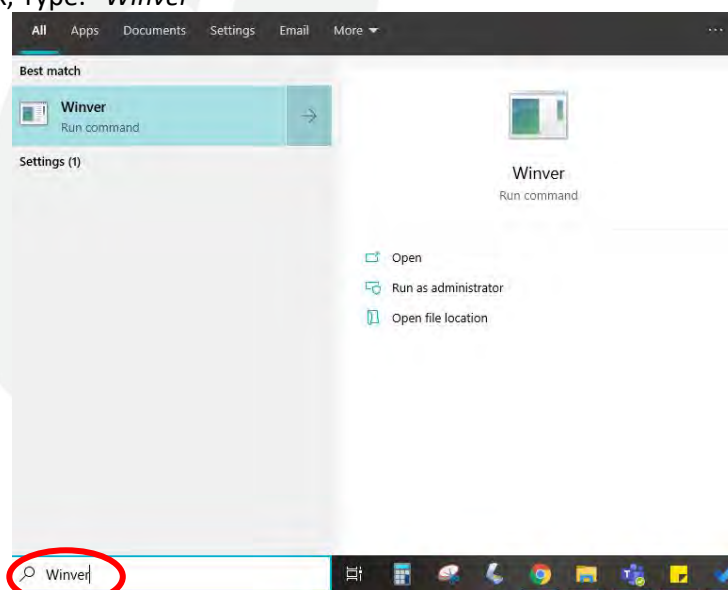 Type: "Winver"
All Apps Documents Settings Email More
Best match
Winver
Run command
Settings (1)
Winver
Run command
Open
Run as administrator
Open file location
Winver